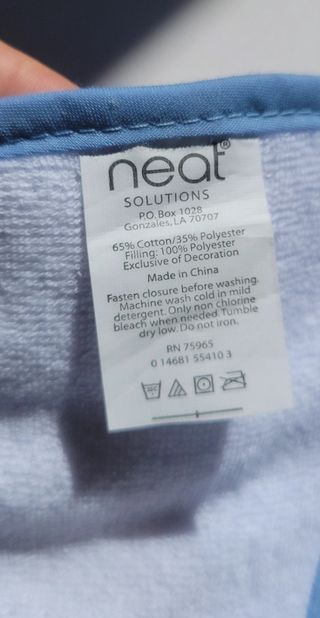 neat®
SOLUTIONS
P.O. Box 1028
Gonzales, LA 70707
65% Cotton/35% Polyester
Filling: 100% Polyester
Exclusive of Decoration
Made in China
Fasten closure before washing.
Machine wash cold in mild
detergent. Only non chlorine
bleach when needed. Tumble
dry low. Do not iron.
RN 75965
0 14681 55410 3